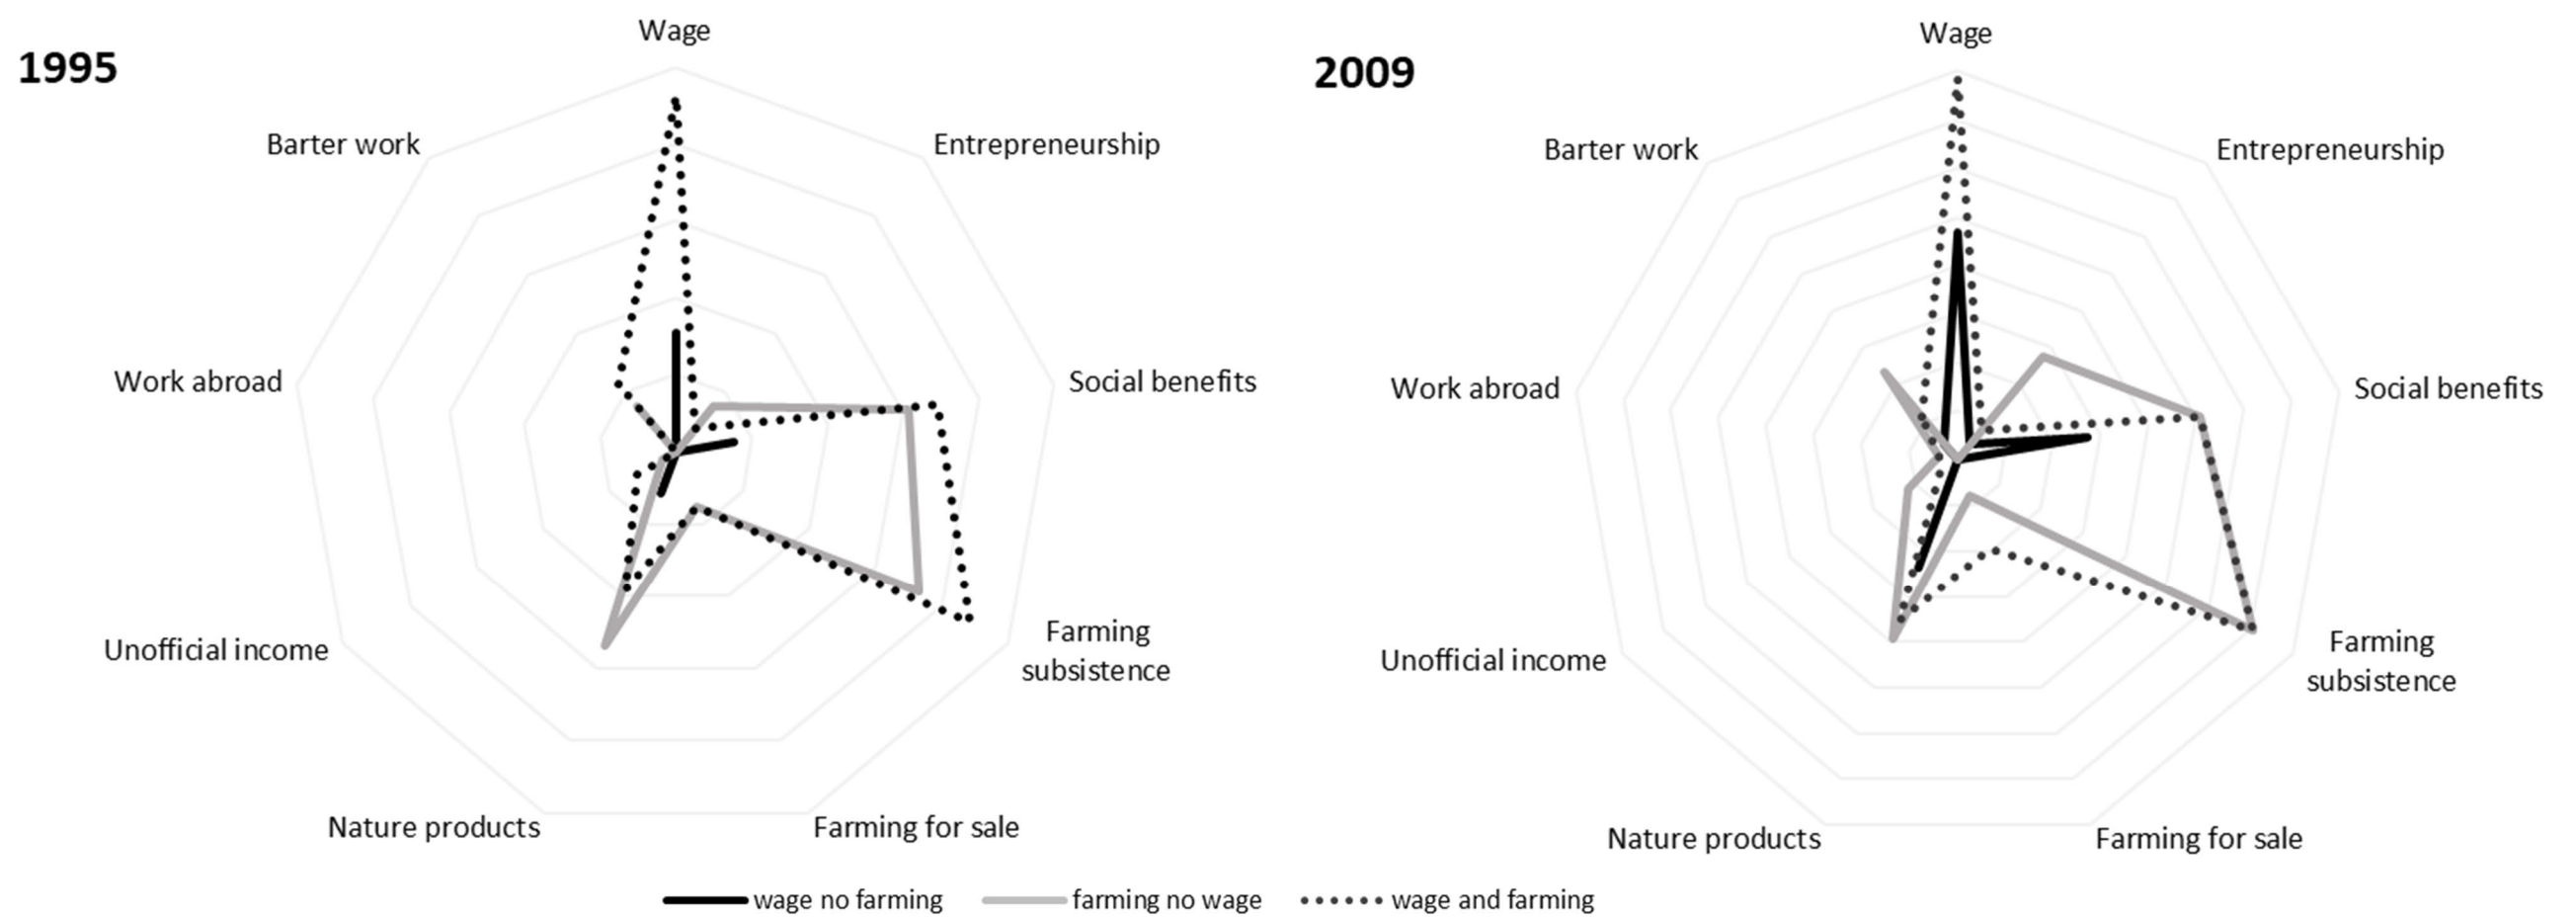 1995
Wage
Barter work
Entrepreneurship
Work abroad
Social benefits
Unofficial income
Farming
subsistence
Nature products
Farming for sale
2009
Wage
Barter work
Entrepreneurship
Work abroad
Social benefits
Unofficial income
Farming
subsistence
Nature products
Farming for sale
wage no farming
farming no wage
wage and farming